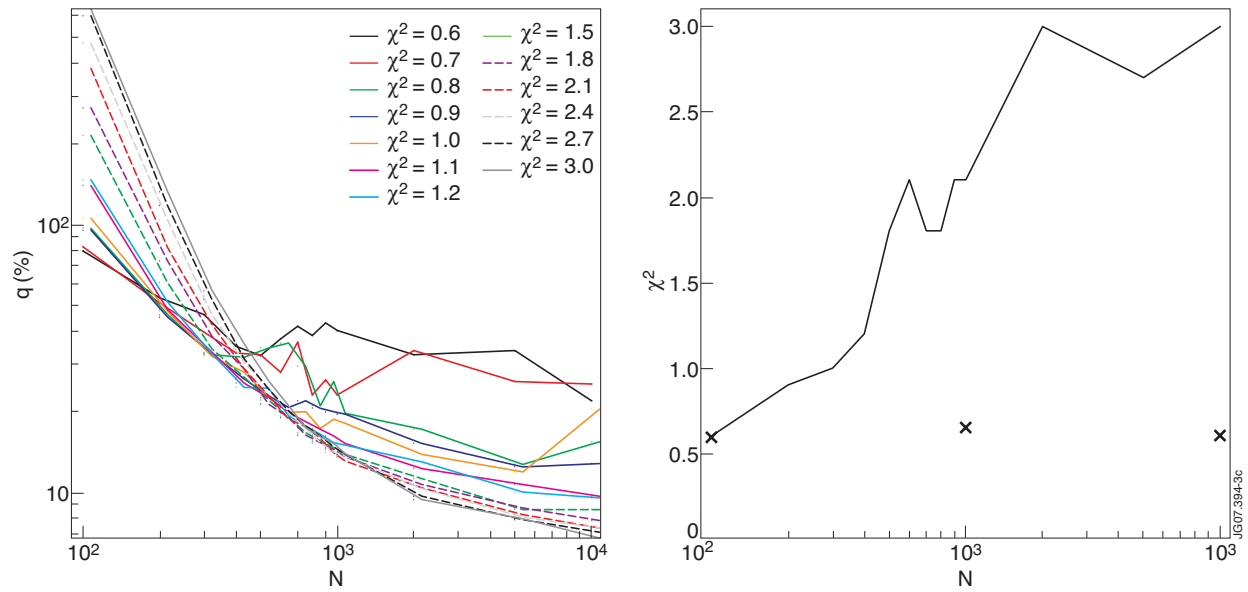 χ² = 0.6
χ² = 0.7
χ² = 0.8
χ² = 0.9
χ² = 1.0
χ² = 1.1
χ² = 1.2
χ² = 1.5
χ² = 1.8
χ² = 2.1
χ² = 2.4
χ² = 2.7
χ² = 3.0
10²
10
q (%)
10² 10³ 10⁴
N
3.0
2.5
2.0
1.5
1.0
0.5
0
χ²
10² 10³ 10³
N
JG07.394-3c